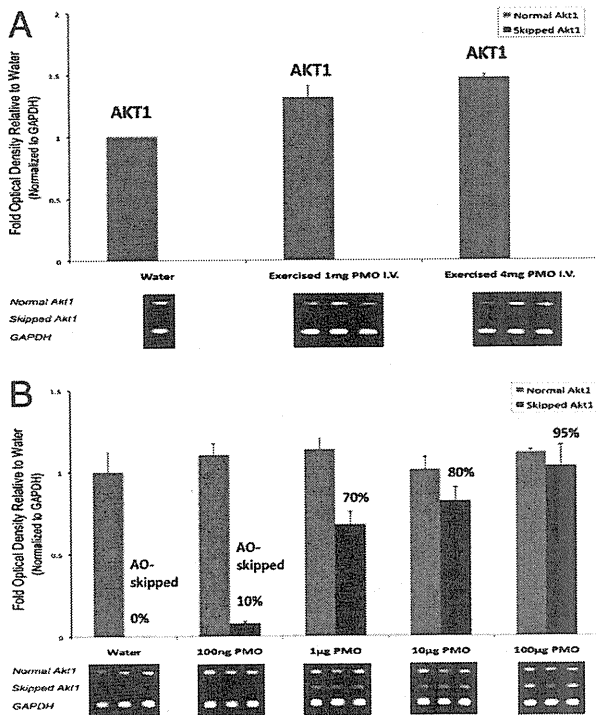 A
Normal Akt1
Skipped Akt1
Fold Optical Density Relative to Water
(Normalized to GAPDH)
2
1.5
1
0.5
0
AKT1
AKT1
AKT1
Water
Exercised 1mg PMO I.V.
Exercised 4mg PMO I.V.
Normal Akt1
Skipped Akt1
GAPDH
B
Normal Akt1
Skipped Akt1
Fold Optical Density Relative to Water
(Normalized to GAPDH)
1.5
1
0.5
0
AO-
skipped
0%
AO-
skipped
10%
70%
80%
95%
Water
100ng PMO
1µg PMO
10µg PMO
100µg PMO
Normal Akt1
Skipped Akt1
GAPDH